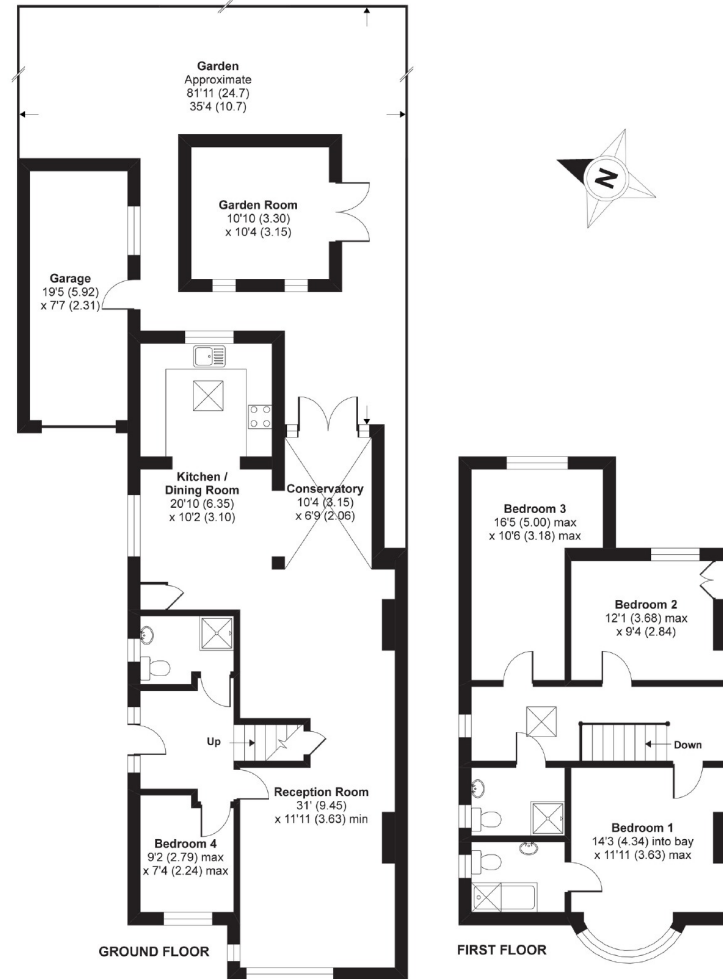 Garden
Approximate
81'11 (24.7)
35'4 (10.7)
Garden Room
10'10 (3.30)
x 10'4 (3.15)
N
Garage
19'5 (5.92)
x 7'7 (2.31)
Kitchen /
Dining Room
20'10 (6.35)
x 10'2 (3.10)
Conservatory
10'4 (3.15)
x 6'9 (2.06)
Up
Reception Room
31' (9.45)
x 11'11 (3.63) min
Bedroom 4
9'2 (2.79) max
x 7'4 (2.24) max
GROUND FLOOR
Bedroom 3
16'5 (5.00) max
x 10'6 (3.18) max
Bedroom 2
12'1 (3.68) max
x 9'4 (2.84)
Down
Bedroom 1
14'3 (4.34) into bay
x 11'11 (3.63) max
FIRST FLOOR